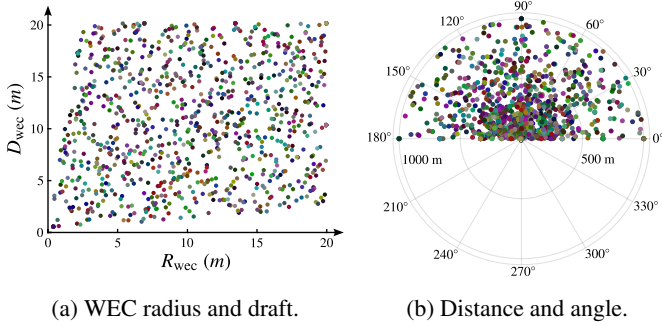 20
15
10
5
0
D_wec (m)
0 5 10 15 20
R_wec (m)
(a) WEC radius and draft.
90°
120° 60°
150° 30°
180° 0°
1000 m 500 m
210° 330°
240° 300°
270°
(b) Distance and angle.